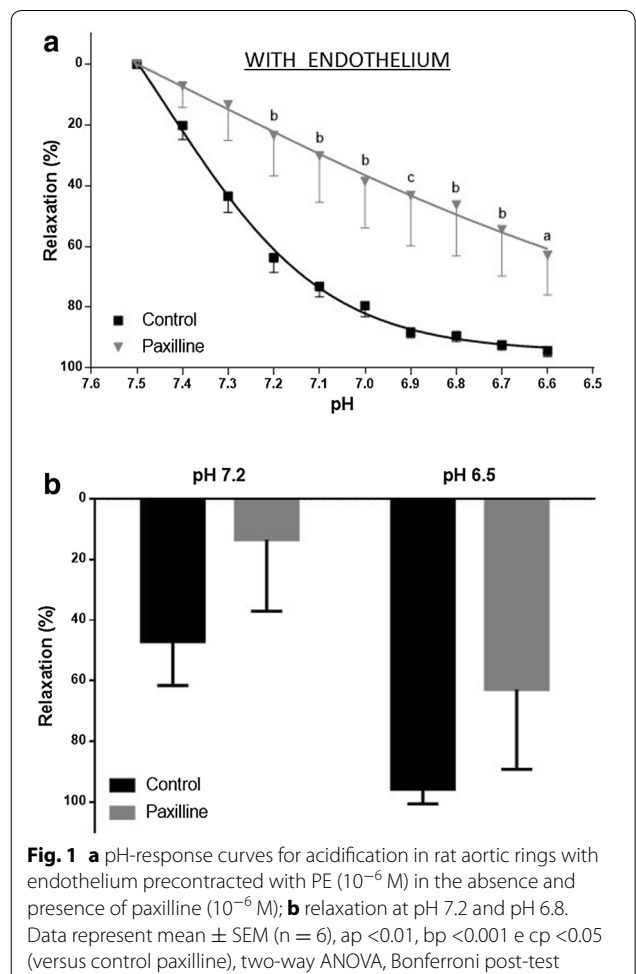 a
WITH ENDOTHELIUM
0
20
40
60
80
100
Relaxation (%)
b
b
b
c
b
b
a
Control
Paxilline
7.6 7.5 7.4 7.3 7.2 7.1 7.0 6.9 6.8 6.7 6.6 6.5
pH
b
pH 7.2 pH 6.5
0
20
40
60
80
100
Relaxation (%)
Control
Paxilline
Fig. 1 a pH-response curves for acidification in rat aortic rings with
endothelium precontracted with PE (10⁻⁶ M) in the absence and
presence of paxilline (10⁻⁶ M); b relaxation at pH 7.2 and pH 6.8.
Data represent mean ± SEM (n = 6), ap <0.01, bp <0.001 e cp <0.05
(versus control paxilline), two-way ANOVA, Bonferroni post-test